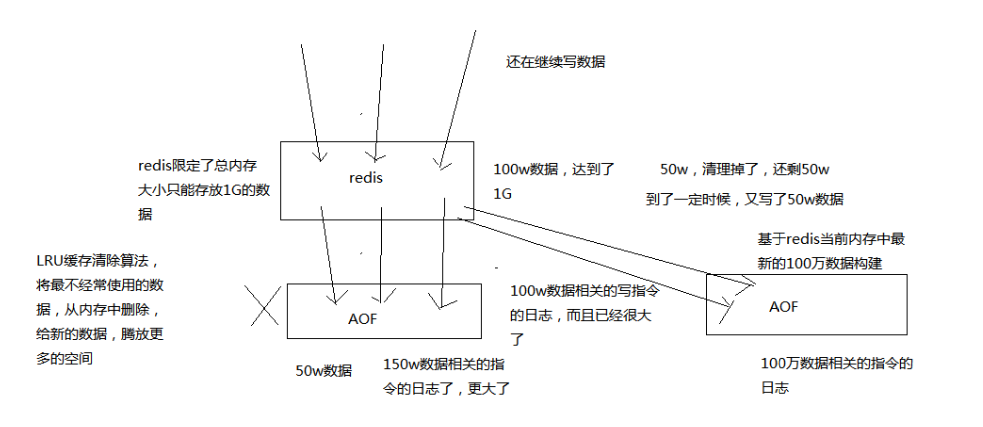 还在继续写数据
redis限定了总内存
大小只能存放1G的数
据
redis
100w数据，达到了
1G
50w，清理掉了，还剩50w
到了一定时候，又写了50w数据
基于redis当前内存中最
新的100万数据构建
LRU缓存清除算法，
将最不经常使用的数
据，从内存中删除，
给新的数据，腾放更
多的空间
AOF
100w数据相关的写指令
的日志，而且已经很大
了
AOF
50w数据
150w数据相关的指
令的日志了，更大了
100万数据相关的指令的
日志